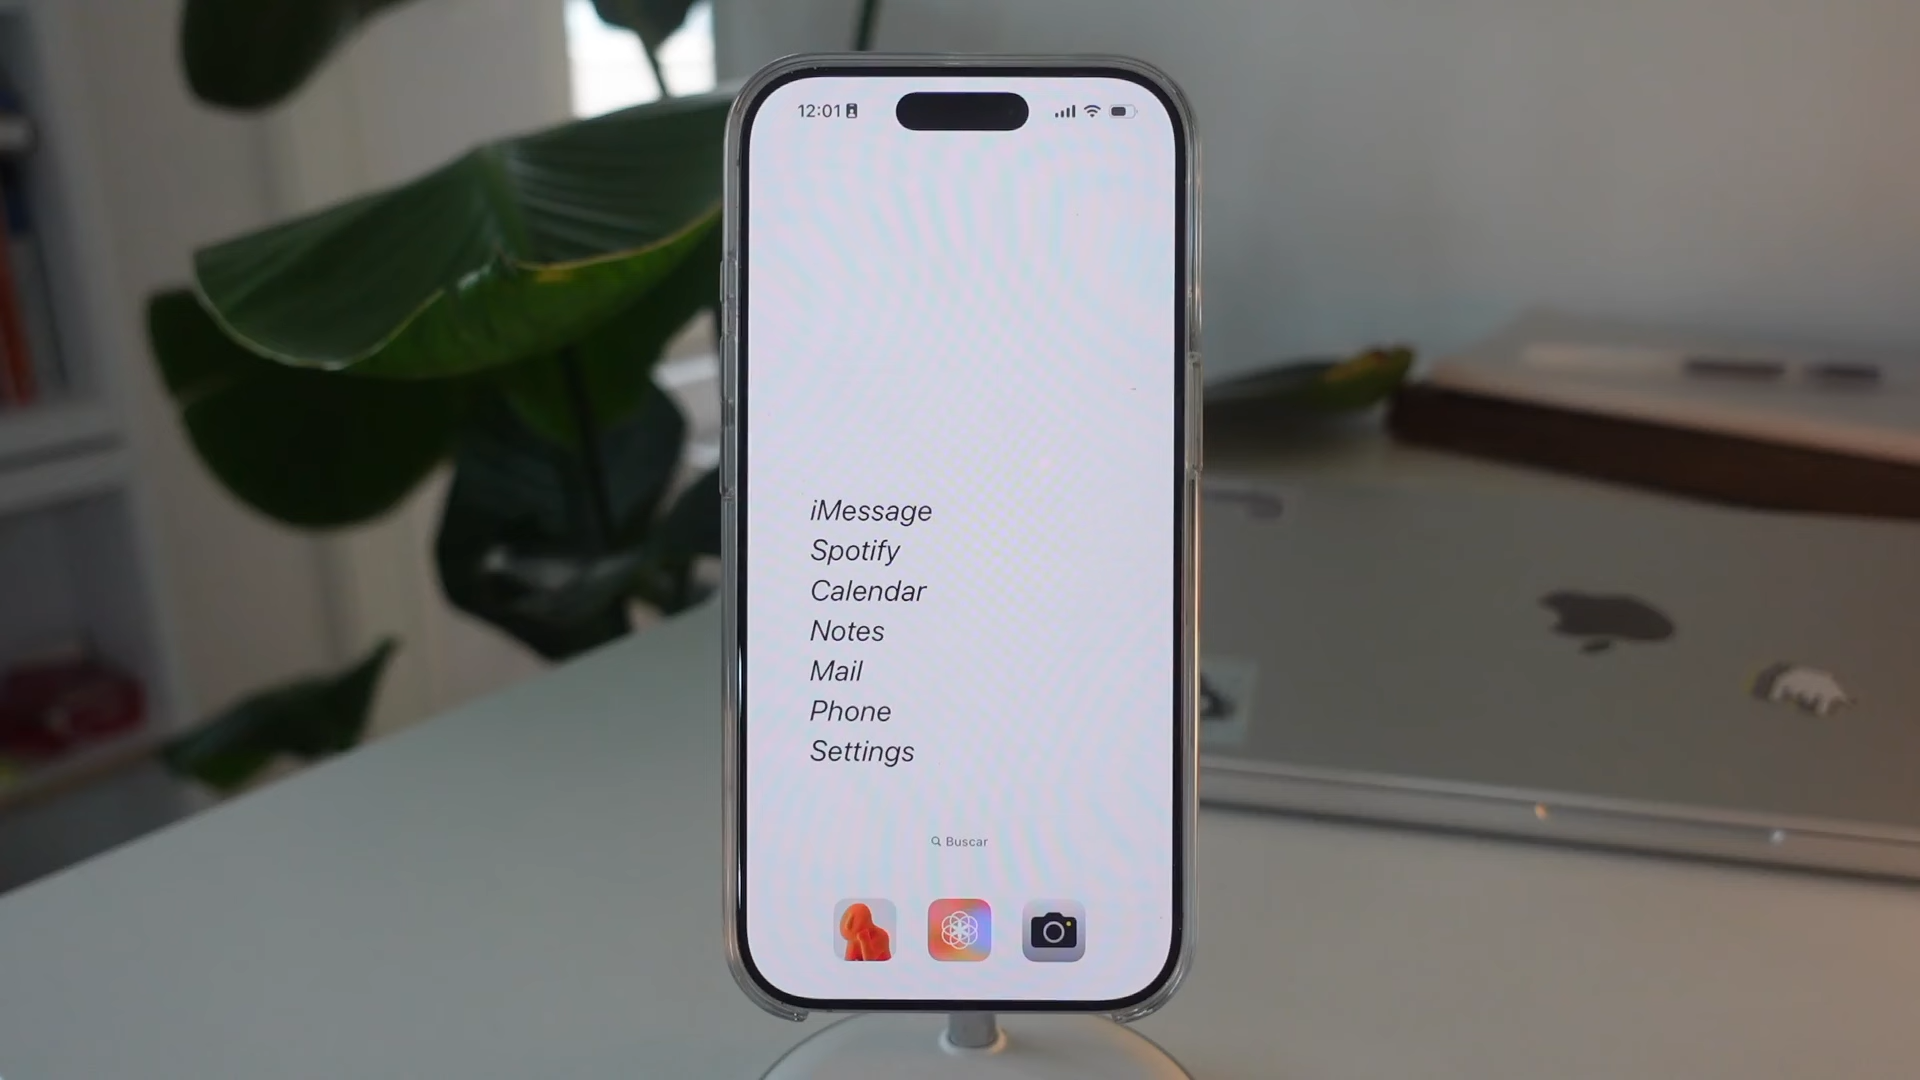 12:01
iMessage
Spotify
Calendar
Notes
Mail
Phone
Settings
Buscar